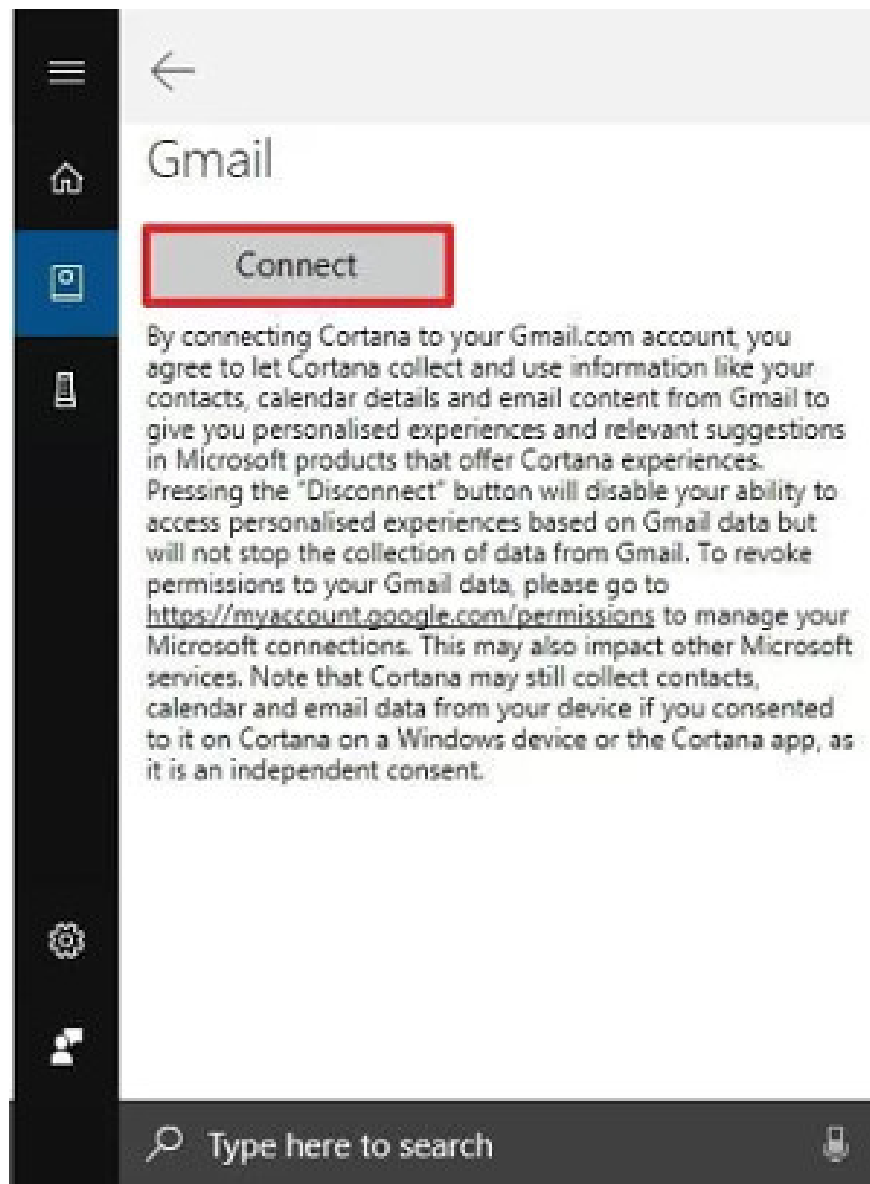 Gmail
Connect
By connecting Cortana to your Gmail.com account, you
agree to let Cortana collect and use information like your
contacts, calendar details and email content from Gmail to
give you personalised experiences and relevant suggestions
in Microsoft products that offer Cortana experiences.
Pressing the "Disconnect" button will disable your ability to
access personalised experiences based on Gmail data but
will not stop the collection of data from Gmail. To revoke
permissions to your Gmail data, please go to
https://myaccount.google.com/permissions to manage your
Microsoft connections. This may also impact other Microsoft
services. Note that Cortana may still collect contacts,
calendar and email data from your device if you consented
to it on Cortana on a Windows device or the Cortana app, as
it is an independent consent.
Type here to search